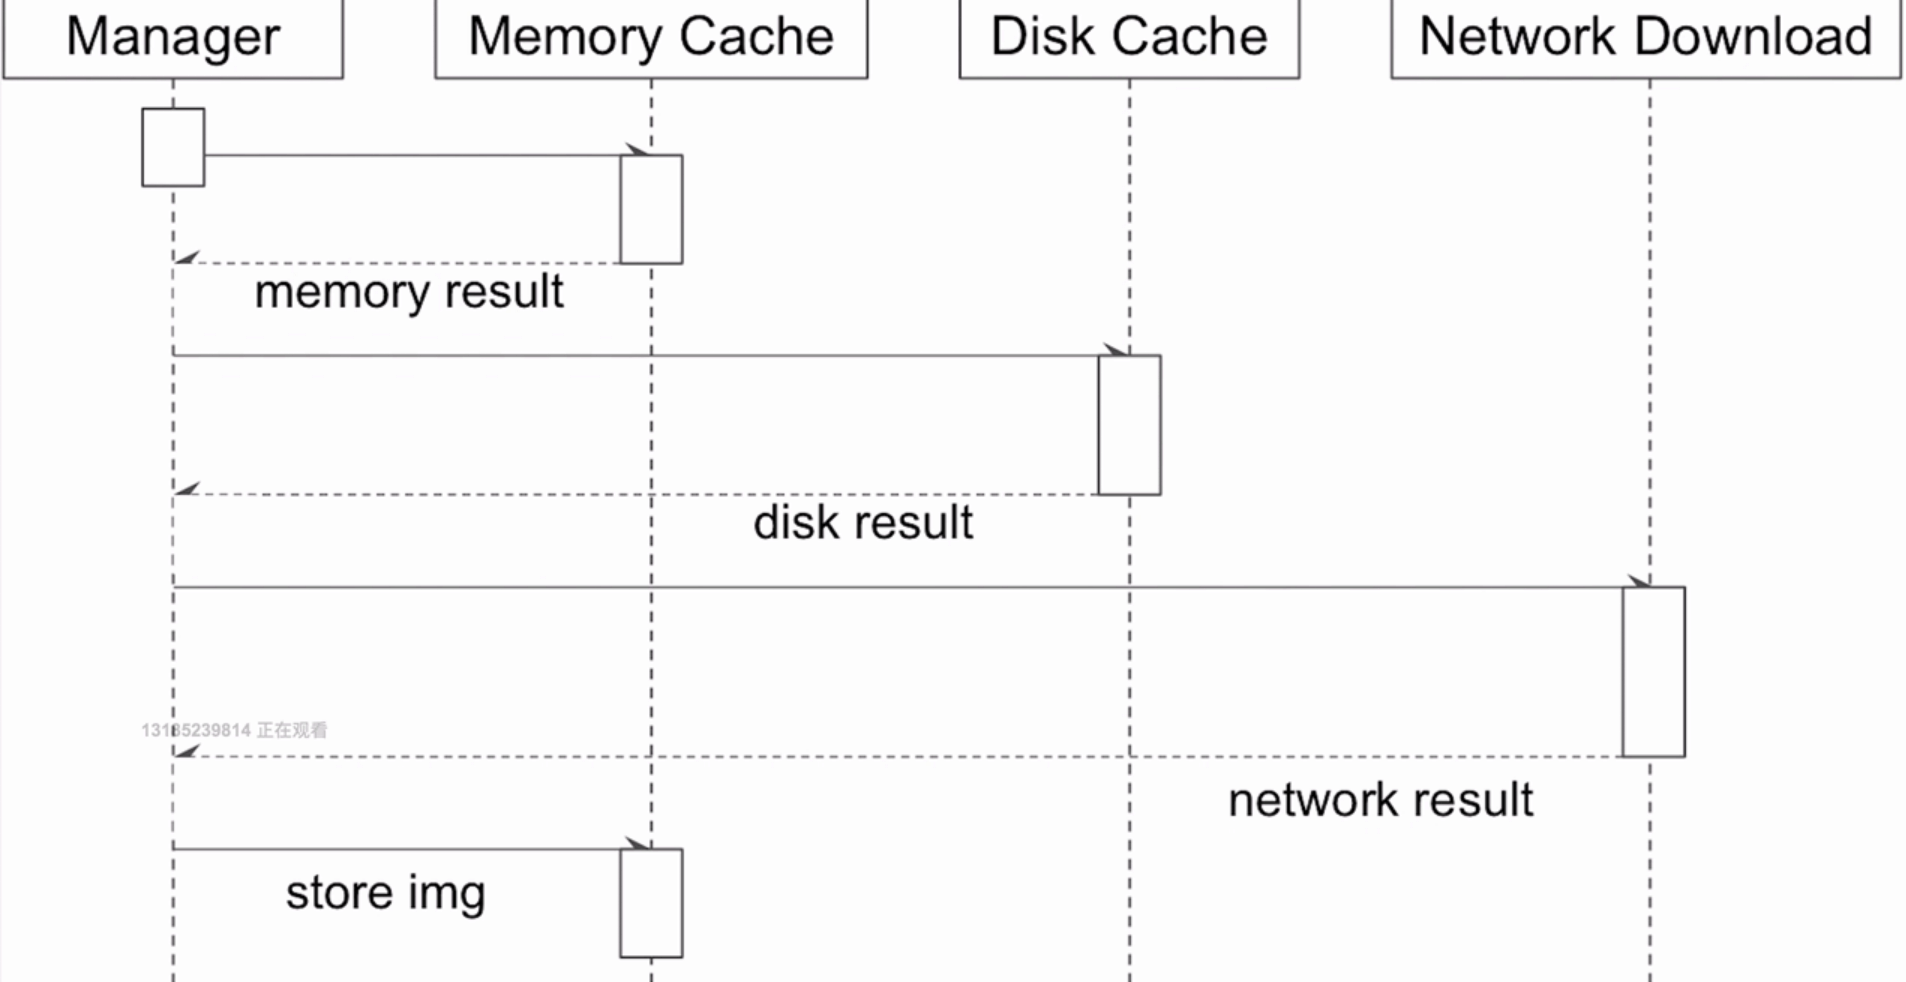 Manager
Memory Cache
Disk Cache
Network Download
memory result
disk result
13185239814 正在观看
network result
store img